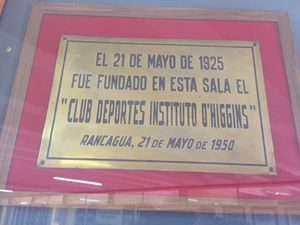 EL 21 DE MAYO DE 1925
FUE FUNDADO EN ESTA SALA EL
"CLUB DEPORTES INSTITUTO O'HIGGINS"
RANCAGUA, 21 DE MAYO DE 1950